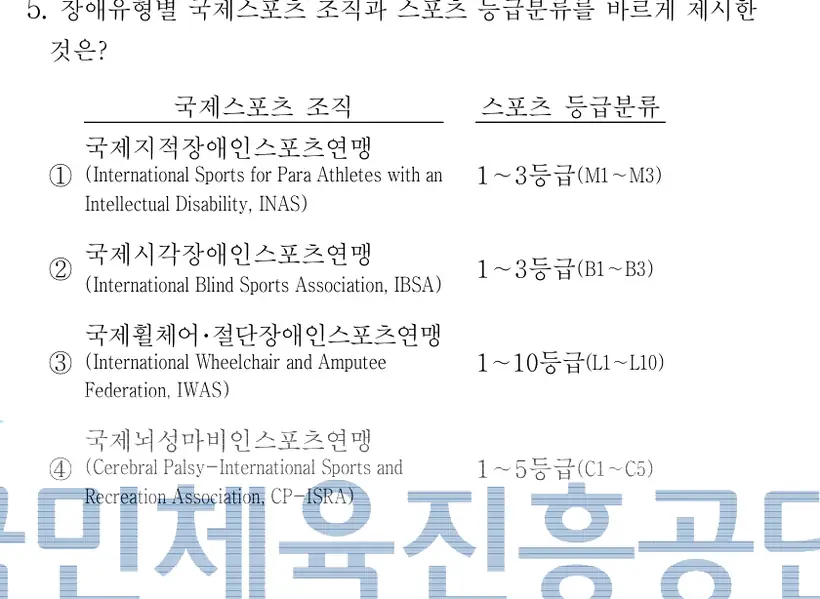 5. 장애유형별 국제스포츠 조직과 스포츠 등급분류를 바르게 제시한
것은?
국제스포츠 조직 스포츠 등급분류
국제지적장애인스포츠연맹
① (International Sports for Para Athletes with an 1~3등급(M1~M3)
Intellectual Disability, INAS)
국제시각장애인스포츠연맹
② 1~3등급(B1~B3)
(International Blind Sports Association, IBSA)
국제휠체어·절단장애인스포츠연맹
③ (International Wheelchair and Amputee 1~10등급(L1~L10)
Federation, IWAS)
국제뇌성마비인스포츠연맹
④ (Cerebral Palsy-International Sports and 1~5등급(C1~C5)
Recreation Association, CP-ISRA)
국민체육진흥공단